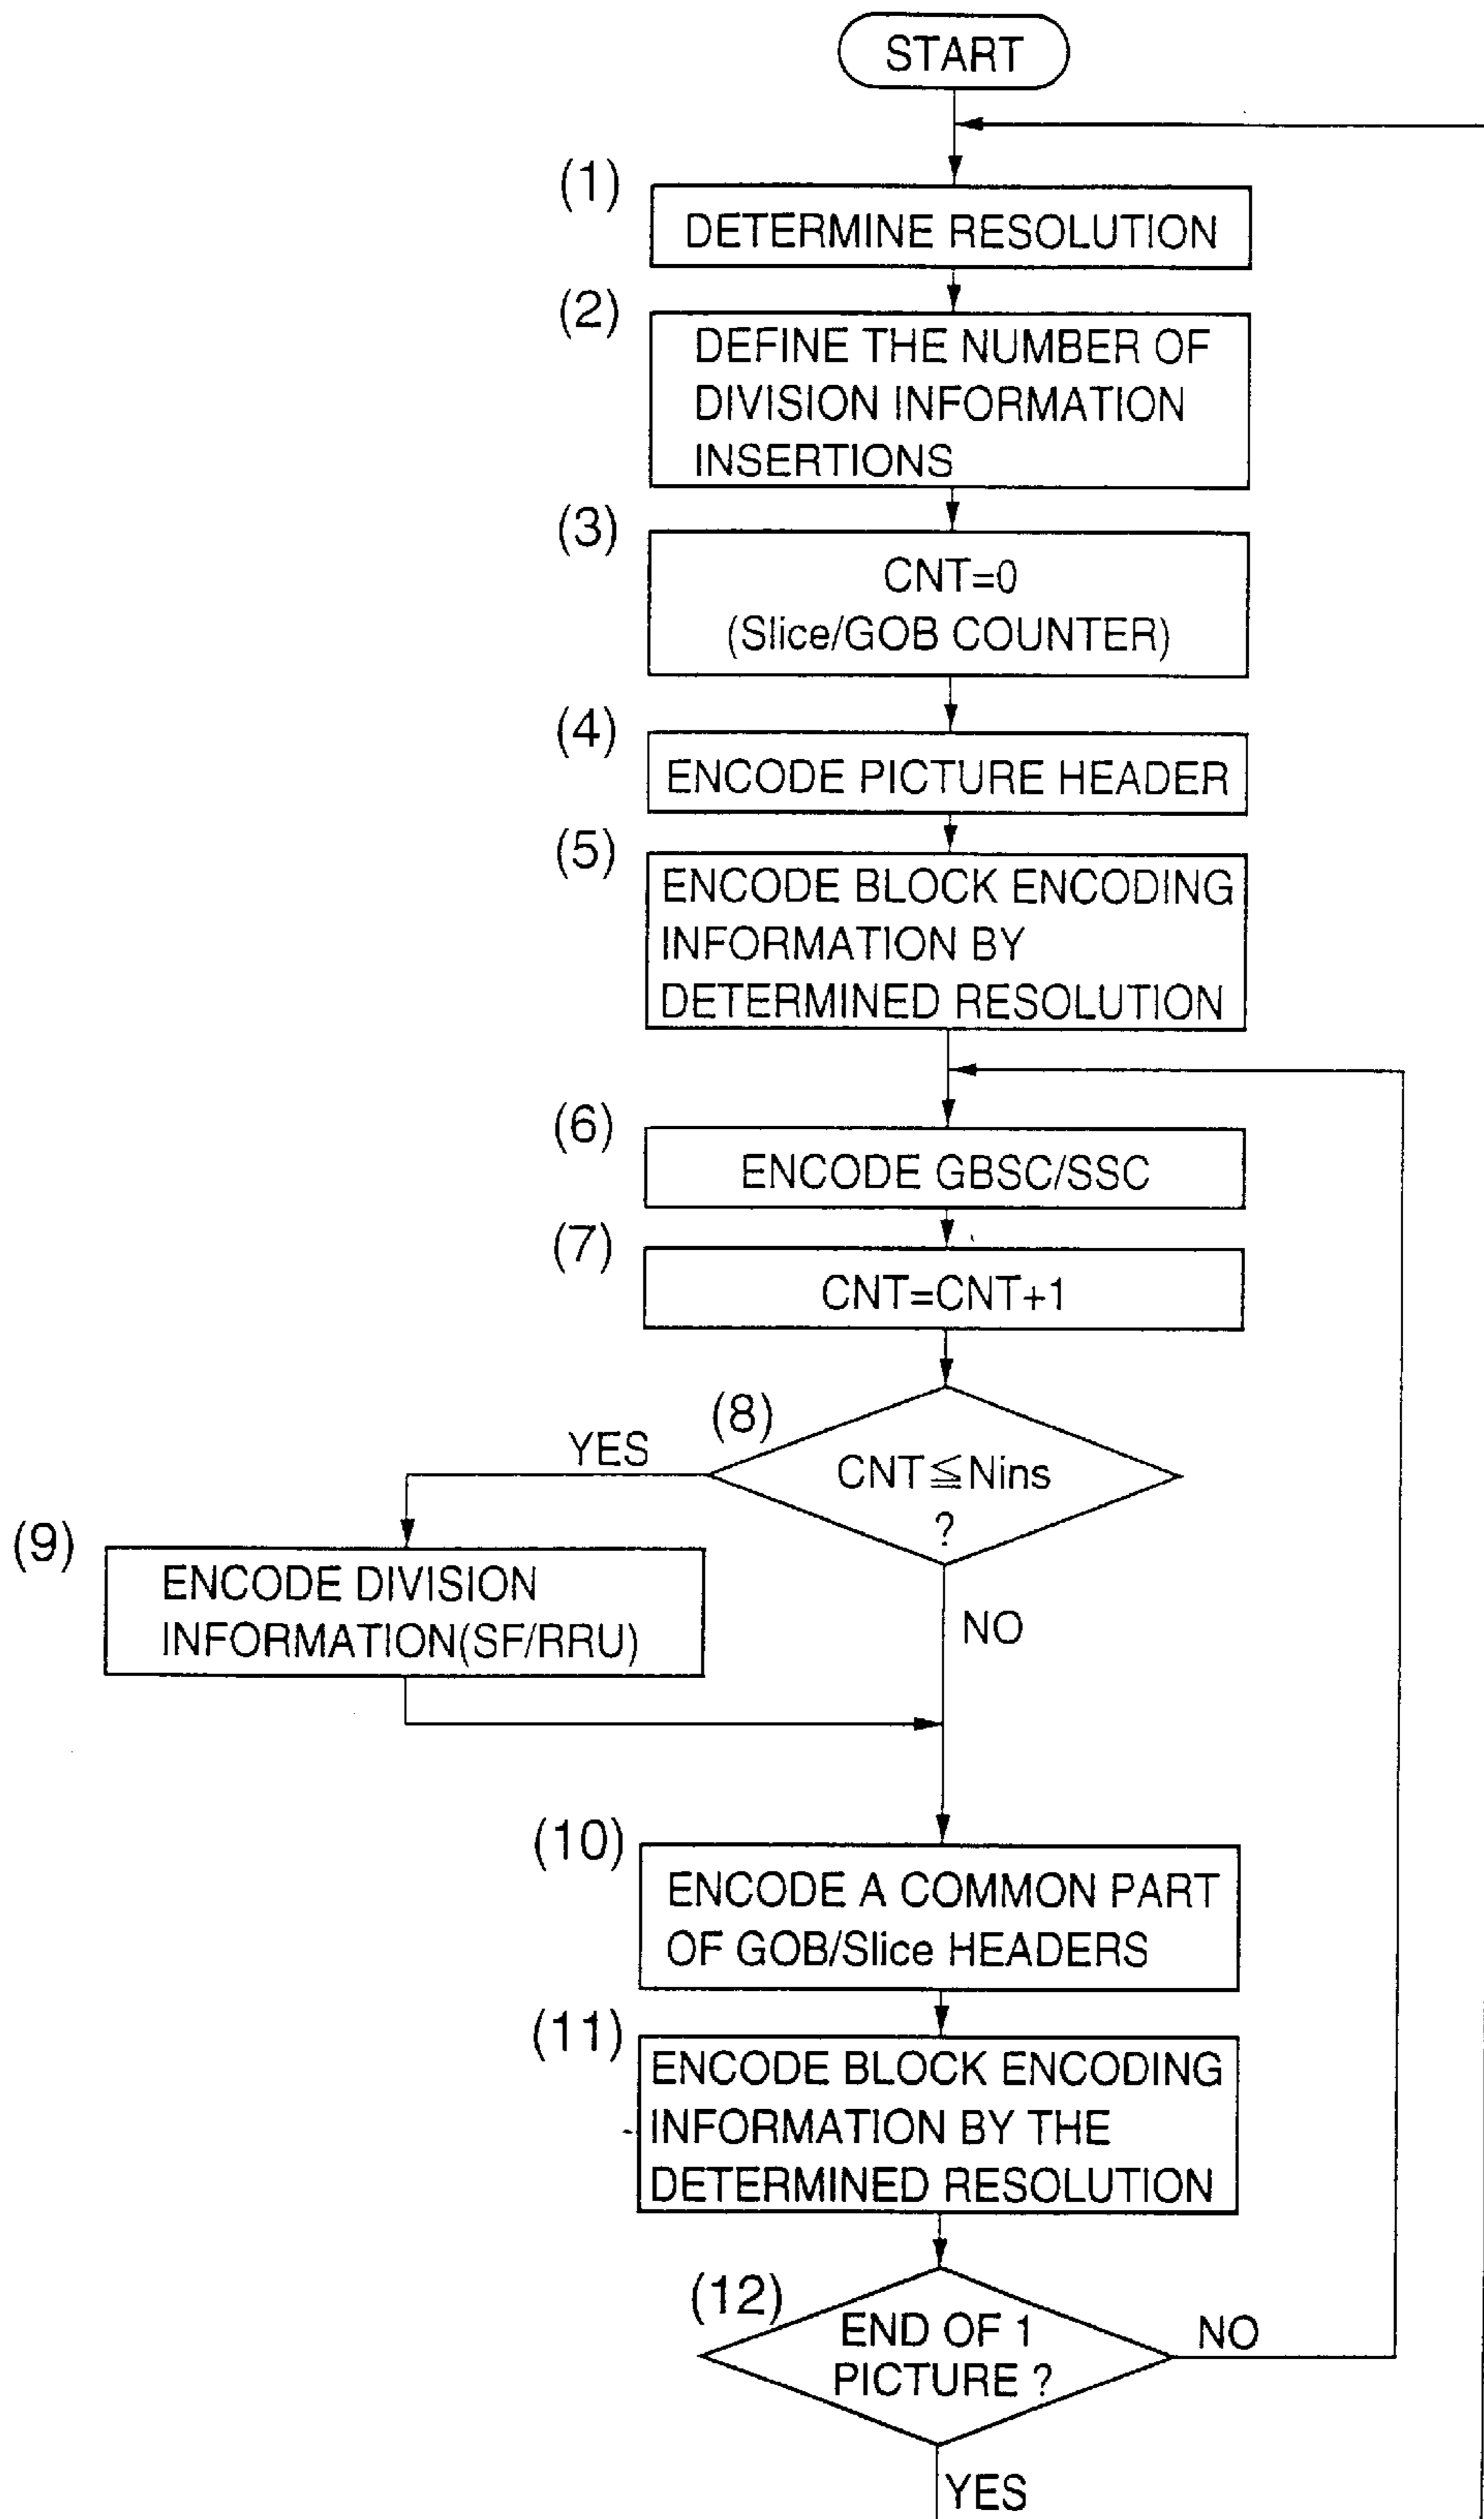 START
(1)
DETERMINE RESOLUTION
(2)
DEFINE THE NUMBER OF
DIVISION INFORMATION
INSERTIONS
(3)
CNT=0
(Slice/GOB COUNTER)
(4)
ENCODE PICTURE HEADER
(5)
ENCODE BLOCK ENCODING
INFORMATION BY
DETERMINED RESOLUTION
(6)
ENCODE GBSC/SSC
(7)
CNT=CNT+1
(8)
CNT≦Nins
?
YES
NO
(9)
ENCODE DIVISION
INFORMATION(SF/RRU)
(10)
ENCODE A COMMON PART
OF GOB/Slice HEADERS
(11)
ENCODE BLOCK ENCODING
INFORMATION BY THE
DETERMINED RESOLUTION
(12)
END OF 1
PICTURE ?
NO
YES